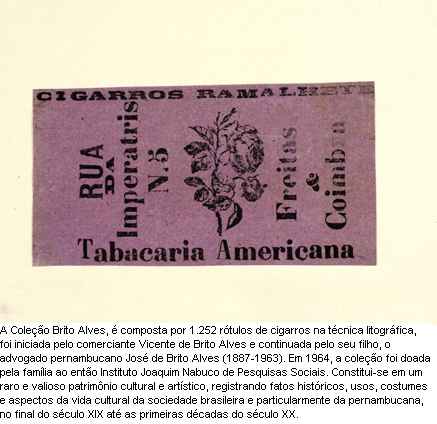 CIGARROS RAMALHETE
RUA
DA
Imperatris
N.5
Freitas
&
Coimbra
Tabacaria Americana
A Coleção Brito Alves, é composta por 1.252 rótulos de cigarros na técnica litográfica,
foi iniciada pelo comerciante Vicente de Brito Alves e continuada pelo seu filho, o
advogado pernambucano José de Brito Alves (1887-1963). Em 1964, a coleção foi doada
pela família ao então Instituto Joaquim Nabuco de Pesquisas Sociais. Constitui-se em um
raro e valioso patrimônio cultural e artístico, registrando fatos históricos, usos, costumes
e aspectos da vida cultural da sociedade brasileira e particularmente da pernambucana,
no final do século XIX até as primeiras décadas do século XX.